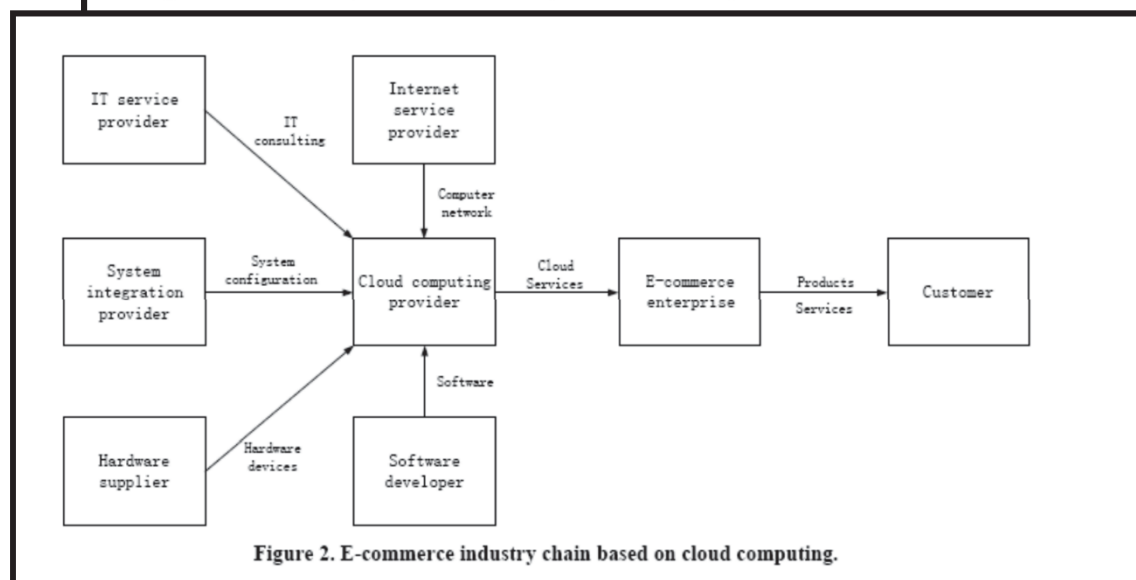 IT service
provider
IT
consulting
Internet
service
provider
Computer
network
System
integration
provider
System
configuration
Cloud computing
provider
Cloud
Services
E-commerce
enterprise
Products
Services
Customer
Hardware
supplier
Hardware
devices
Software
Software
developer
Figure 2. E-commerce industry chain based on cloud computing.